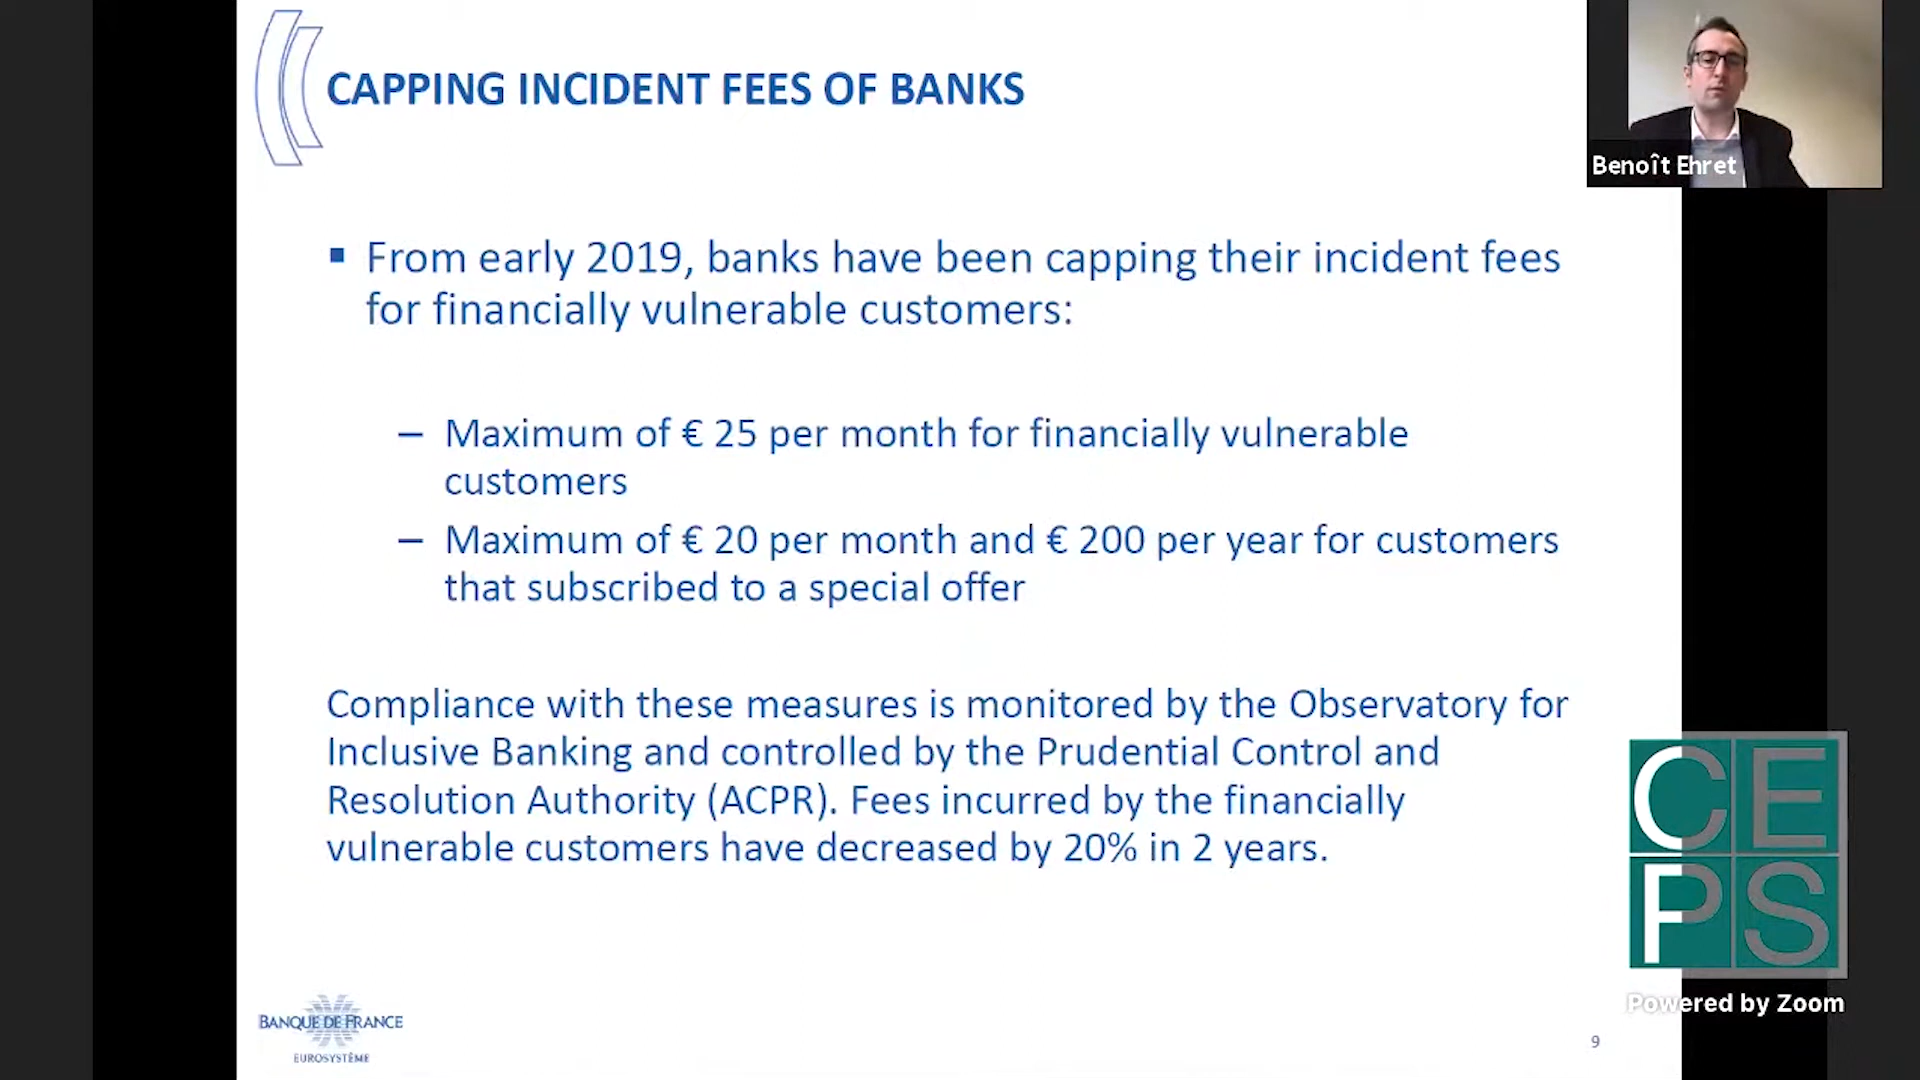 CAPPING INCIDENT FEES OF BANKS
Benoît Ehret
▪ From early 2019, banks have been capping their incident fees
for financially vulnerable customers:
– Maximum of € 25 per month for financially vulnerable
customers
– Maximum of € 20 per month and € 200 per year for customers
that subscribed to a special offer
Compliance with these measures is monitored by the Observatory for
Inclusive Banking and controlled by the Prudential Control and
Resolution Authority (ACPR). Fees incurred by the financially
vulnerable customers have decreased by 20% in 2 years.
CE
PS
Powered by Zoom
BANQUE DE FRANCE
EUROSYSTÈME
9